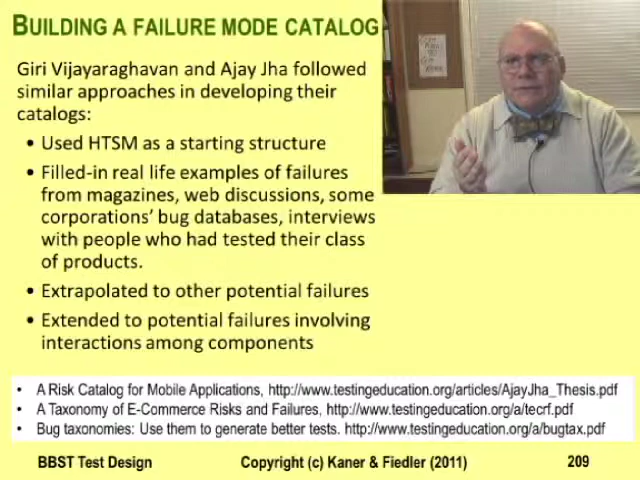 BUILDING A FAILURE MODE CATALOG
Giri Vijayaraghavan and Ajay Jha followed
similar approaches in developing their
catalogs:
• Used HTSM as a starting structure
• Filled-in real life examples of failures
from magazines, web discussions, some
corporations' bug databases, interviews
with people who had tested their class
of products.
• Extrapolated to other potential failures
• Extended to potential failures involving
interactions among components
• A Risk Catalog for Mobile Applications, http://www.testingeducation.org/articles/AjayJha_Thesis.pdf
• A Taxonomy of E-Commerce Risks and Failures, http://www.testingeducation.org/a/tecrf.pdf
• Bug taxonomies: Use them to generate better tests. http://www.testingeducation.org/a/bugtax.pdf
BBST Test Design Copyright (c) Kaner & Fiedler (2011) 209